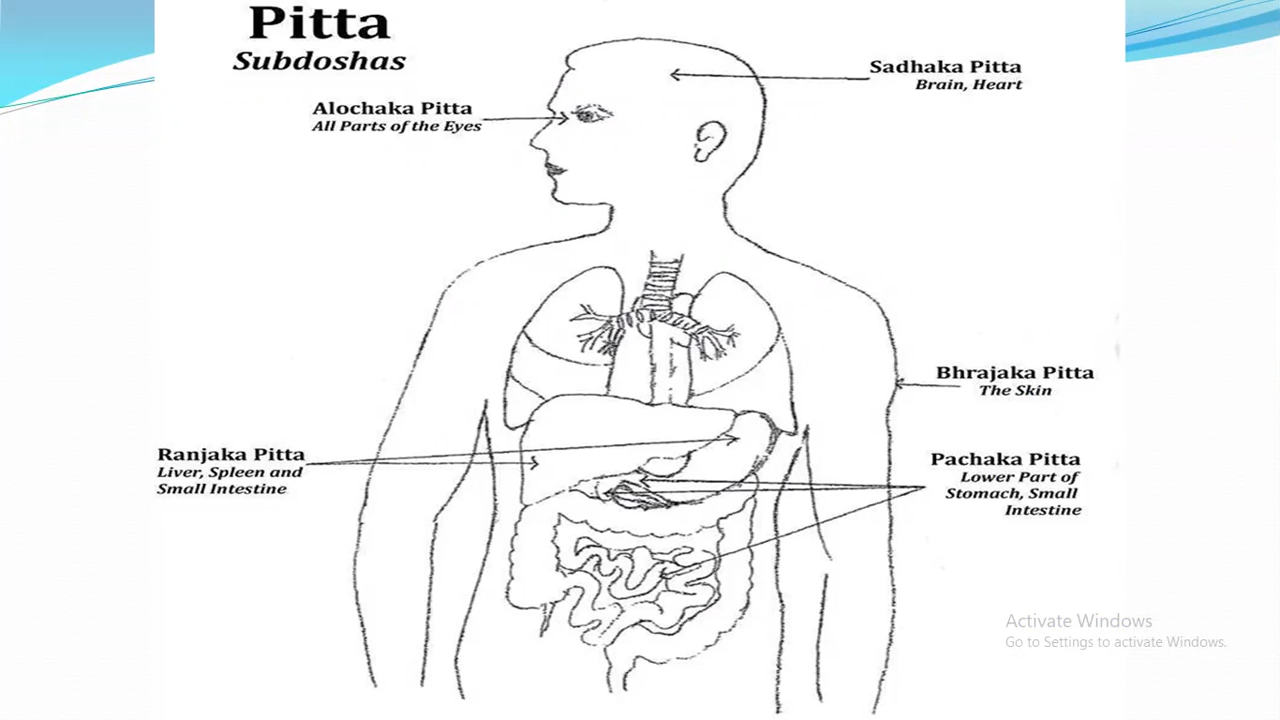 Pitta
Subdoshas
Sadhaka Pitta
Brain, Heart
Alochaka Pitta
All Parts of the Eyes
Bhrajaka Pitta
The Skin
Ranjaka Pitta
Liver, Spleen and
Small Intestine
Pachaka Pitta
Lower Part of
Stomach, Small
Intestine
Activate Windows
Go to Settings to activate Windows.